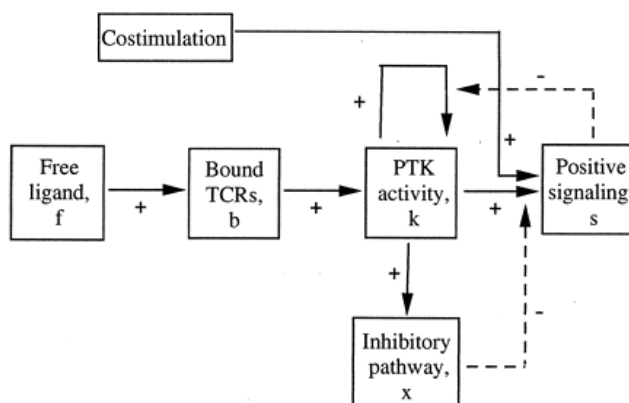 Costimulation
+
-
+
Free
ligand,
f
+
Bound
TCRs,
b
+
PTK
activity,
k
+
Positive
signaling
s
+
-
Inhibitory
pathway,
x